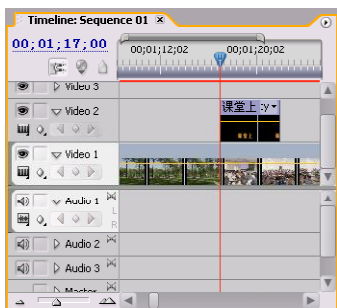 Timeline: Sequence 01 ×
00;01;17;00
00;01;12;02
00;01;20;02
Video 3
Video 2
课堂上 :y
Video 1
Audio 1
L
R
Audio 2
Audio 3
Master